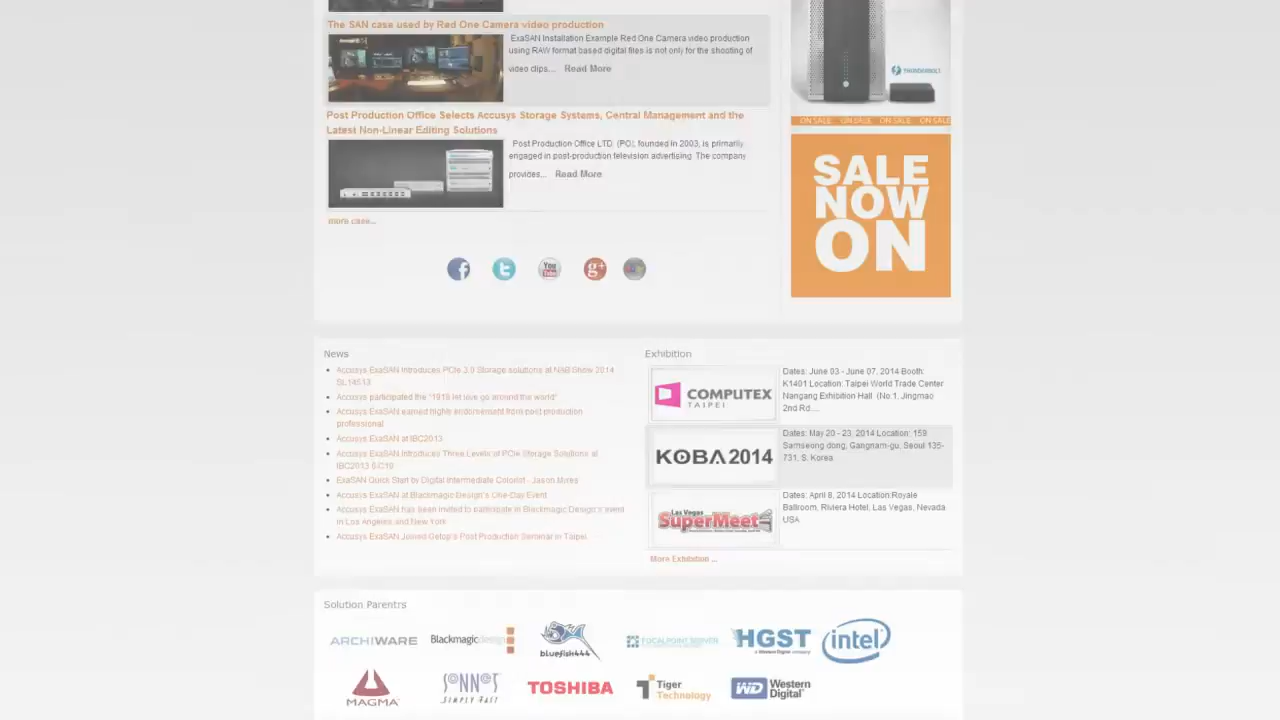 The SAN case used by Red One Camera video production
ExaSAN Installation Example Red One Camera video production
using RAW format based digital files is not only for the shooting of
video clips.... Read More
Post Production Office Selects Accusys Storage Systems, Central Management and the
Latest Non-Linear Editing Solutions
Post Production Office LTD. (PO), founded in 2003, is primarily
engaged in post-production television advertising. The company
provides... Read More
more case...
THUNDERBOLT
ON SALE ON SALE ON SALE ON SALE
SALE
NOW
ON
f
t
You
Tube
g+
News
Accusys ExaSAN Introduces PCIe 3.0 Storage solutions at NAB Show 2014
SL14513
Accusys participated the "1919 let love go around the world"
Accusys ExaSAN earned highly endorsement from post production
professional
Accusys ExaSAN at IBC2013
Accusys ExaSAN Introduces Three Levels of PCIe Storage Solutions at
IBC2013 6-C19
ExaSAN Quick Start by Digital Intermediate Colorist - Jason Morea
Accusys ExaSAN at Blackmagic Design's One-Day Event
Accusys ExaSAN has been invited to participate in Blackmagic Design's event
in Los Angeles and New York
Accusys ExaSAN Joined Getop's Post Production Seminar in Taipei
Exhibition
COMPUTEX
TAIPEI
Dates: June 03 - June 07, 2014 Booth:
K1401 Location: Taipei World Trade Center
Nangang Exhibition Hall (No.1, Jingmao
2nd Rd....
KOBA 2014
Dates: May 20 - 23, 2014 Location: 159
Samseong dong, Gangnam-gu, Seoul 135-
731, S. Korea
Las Vegas
SuperMeet
Dates: April 8, 2014 Location:Royale
Ballroom, Riviera Hotel, Las Vegas, Nevada
USA
More Exhibition ...
Solution Parentrs
ARCHIWARE
Blackmagicdesign
bluefish444
FOCALPOINT SERVER
HGST
a Western Digital company
intel
MAGMA
SONNET
SIMPLY FAST
TOSHIBA
Tiger
Technology
WD Western
Digital